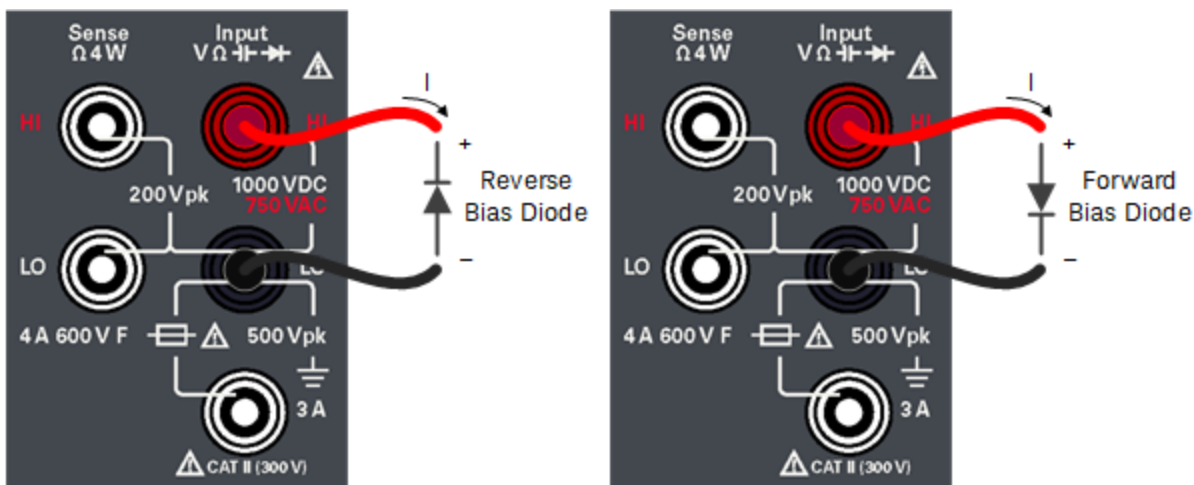 Sense
Ω 4 W
Input
V Ω
HI
HI
I
+
200 Vpk
1000 VDC
750 VAC
Reverse
Bias Diode
LO
LO
–
4 A 600 V F
500 Vpk
3 A
CAT II (300 V)
Sense
Ω 4 W
Input
V Ω
HI
HI
I
+
200 Vpk
1000 VDC
750 VAC
Forward
Bias Diode
LO
LO
–
4 A 600 V F
500 Vpk
3 A
CAT II (300 V)